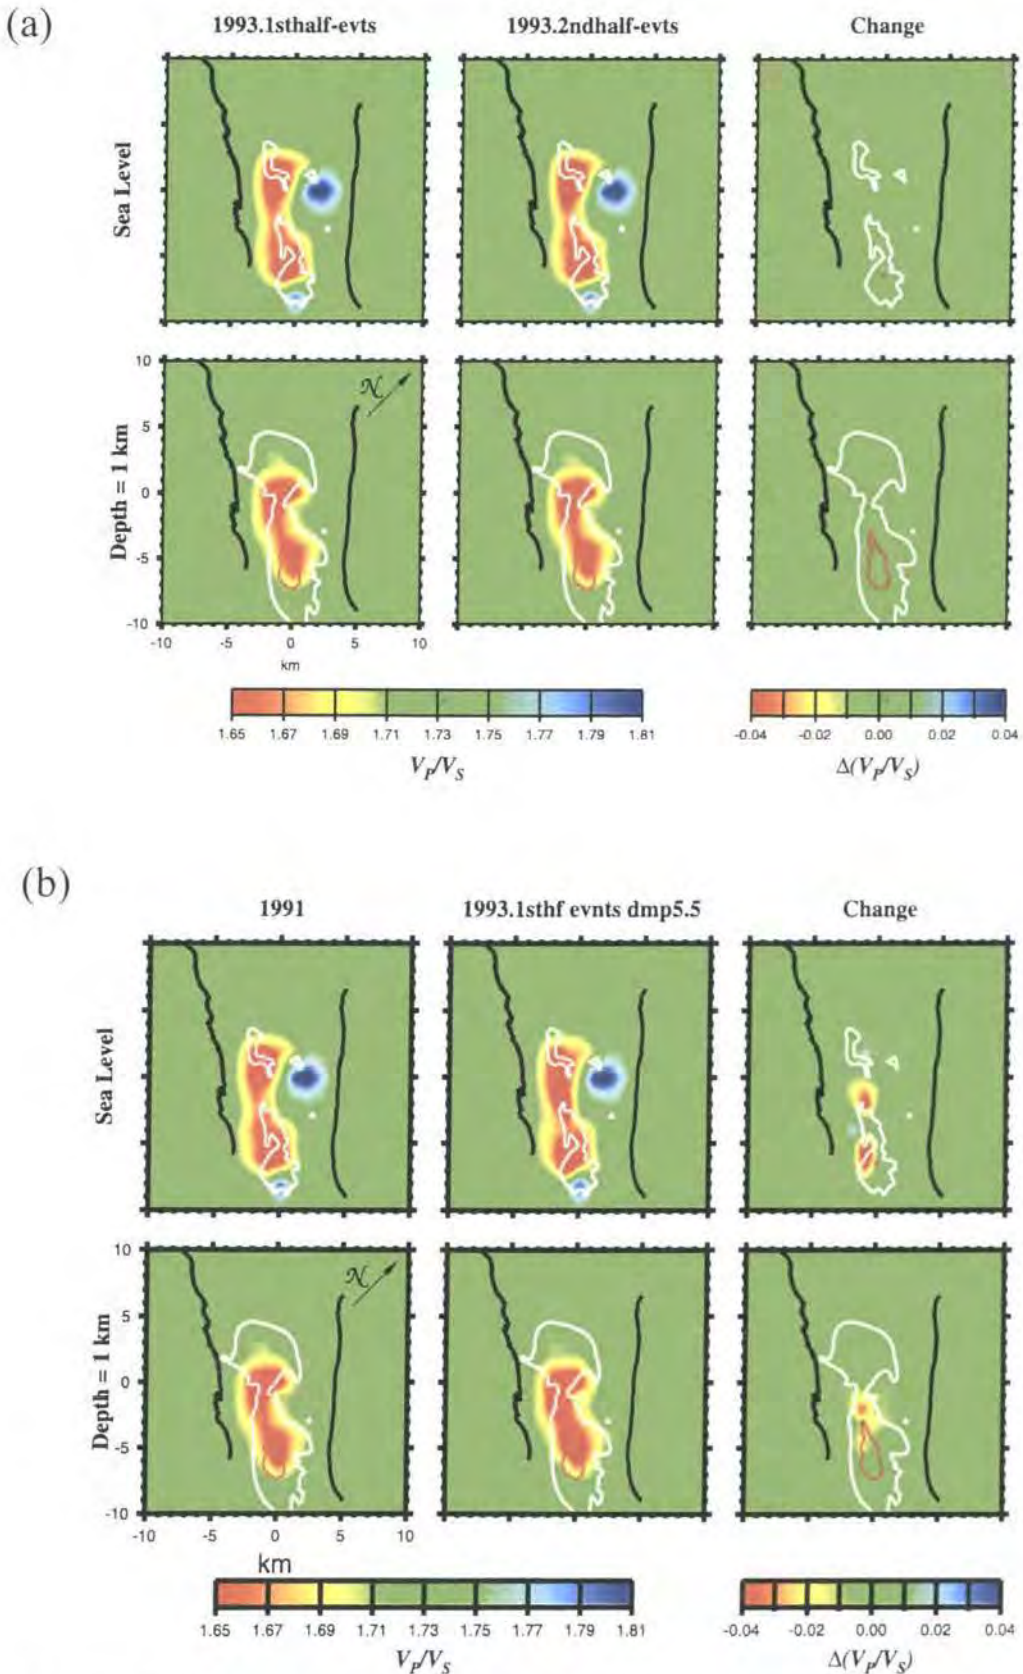 (a)
1993.1sthalf-evts 1993.2ndhalf-evts Change
Sea Level
Depth = 1 km
10
5
0
-5
-10
N
-5 0 5 10
km
1.65 1.67 1.69 1.71 1.73 1.75 1.77 1.79 1.81
V_P/V_S
-0.04 -0.02 0.00 0.02 0.04
Δ(V_P/V_S)
(b)
1991 1993.1sthf evnts dmp5.5 Change
Sea Level
Depth = 1 km
10
5
0
-5
-10
N
-10 -5 0 5 10
km
1.65 1.67 1.69 1.71 1.73 1.75 1.77 1.79 1.81
V_P/V_S
-0.04 -0.02 0.00 0.02 0.04
Δ(V_P/V_S)